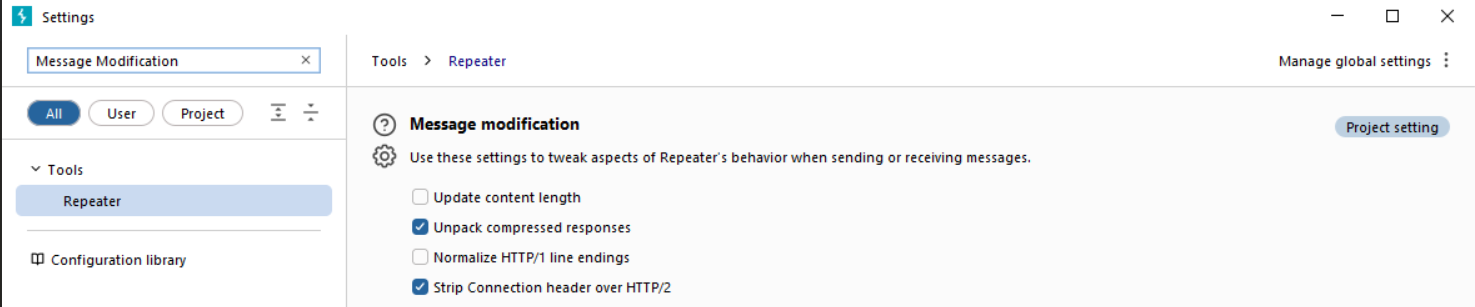 Settings
Message Modification
Tools > Repeater
Manage global settings
All User Project
Message modification
Project setting
Use these settings to tweak aspects of Repeater's behavior when sending or receiving messages.
Tools
Repeater
Update content length
Unpack compressed responses
Configuration library
Normalize HTTP/1 line endings
Strip Connection header over HTTP/2